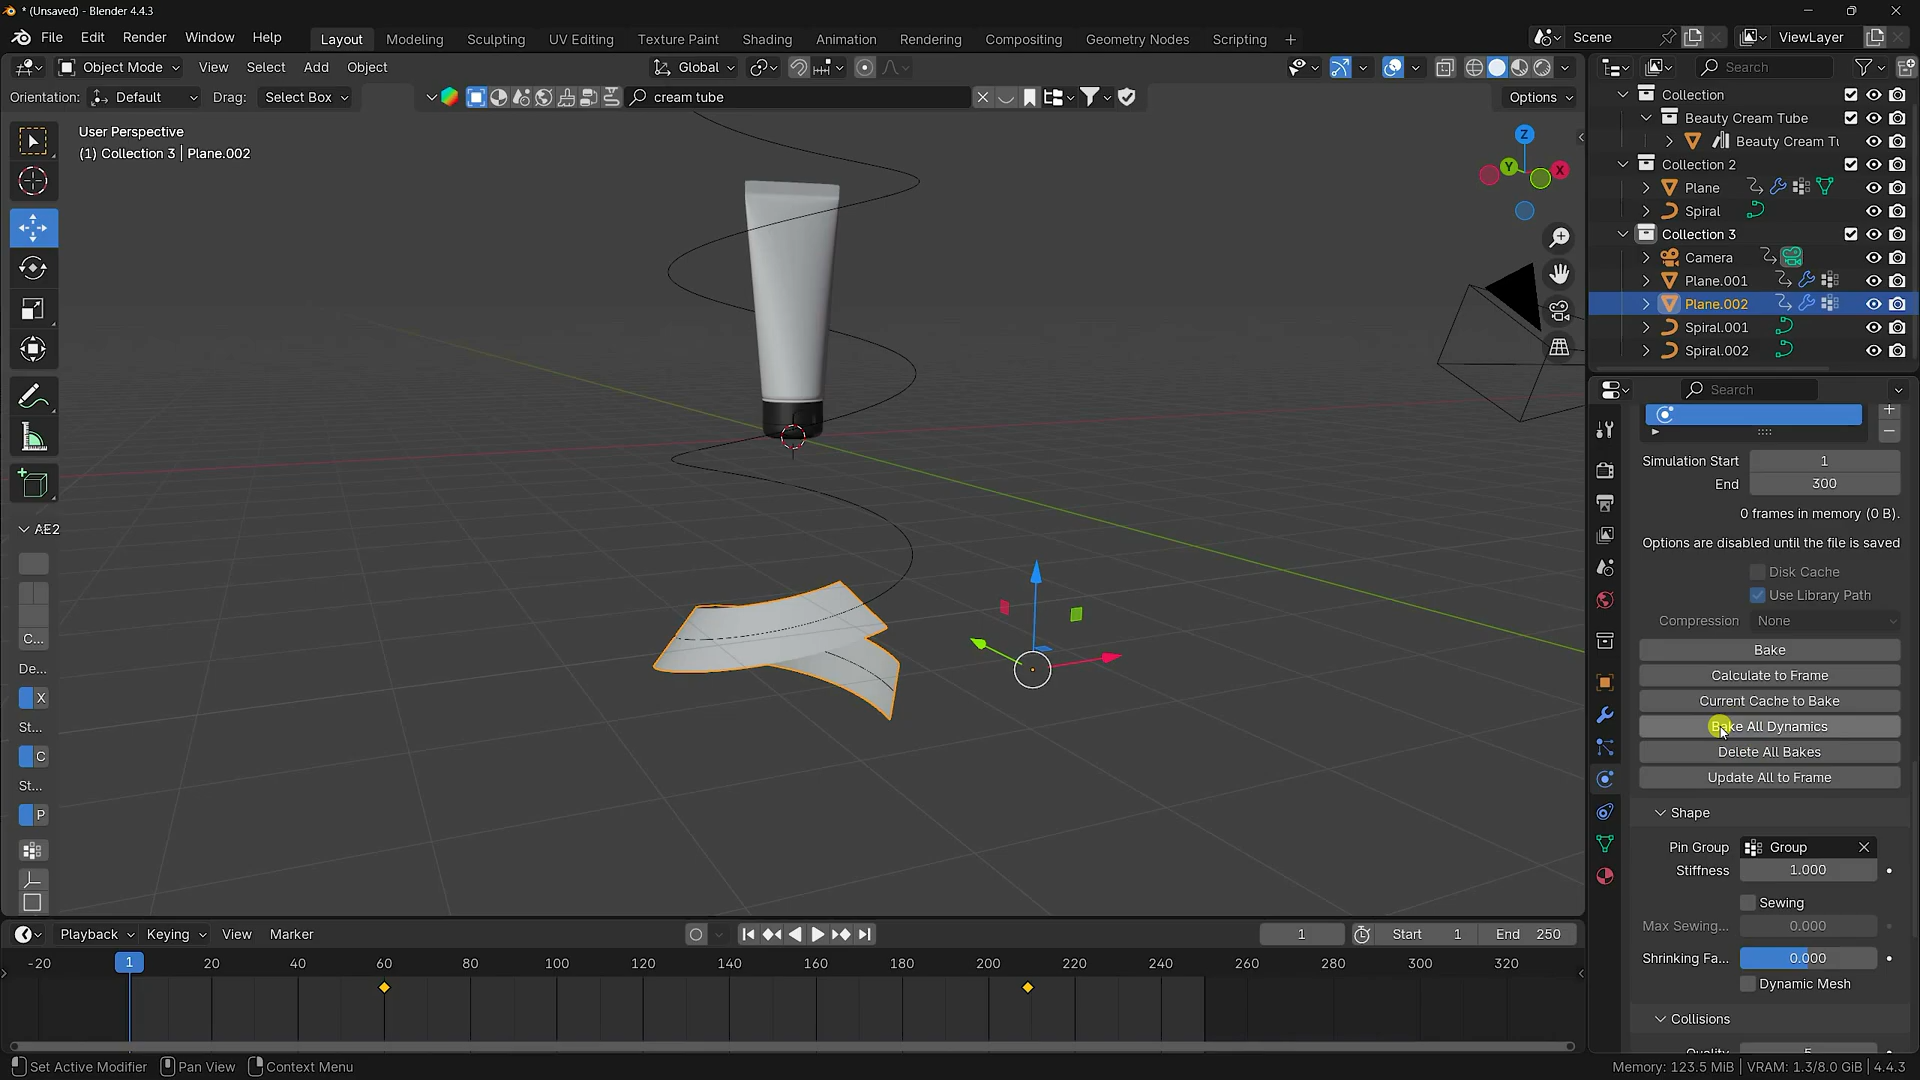 * (Unsaved) - Blender 4.4.3
File Edit Render Window Help
Layout Modeling Sculpting UV Editing Texture Paint Shading Animation Rendering Compositing Geometry Nodes Scripting +
Scene
ViewLayer
Object Mode View Select Add Object
Global
Search
Orientation: Default Drag: Select Box
cream tube
Options
User Perspective
(1) Collection 3 | Plane.002
Z
Y
X
AE2
C...
De...
X
St...
C
St...
P
Collection
Beauty Cream Tube
Beauty Cream Tu
Collection 2
Plane
Spiral
Collection 3
Camera
Plane.001
Plane.002
Spiral.001
Spiral.002
Search
Simulation Start 1
End 300
0 frames in memory (0 B).
Options are disabled until the file is saved
Disk Cache
Use Library Path
Compression None
Bake
Calculate to Frame
Current Cache to Bake
Bake All Dynamics
Delete All Bakes
Update All to Frame
Shape
Pin Group Group
Stiffness 1.000
Sewing
Max Sewing... 0.000
Shrinking Fa... 0.000
Dynamic Mesh
Collisions
Quality 5
Playback Keying View Marker
1 Start 1 End 250
-20 1 20 40 60 80 100 120 140 160 180 200 220 240 260 280 300 320
Set Active Modifier Pan View Context Menu
Memory: 123.5 MiB | VRAM: 1.3/8.0 GiB | 4.4.3